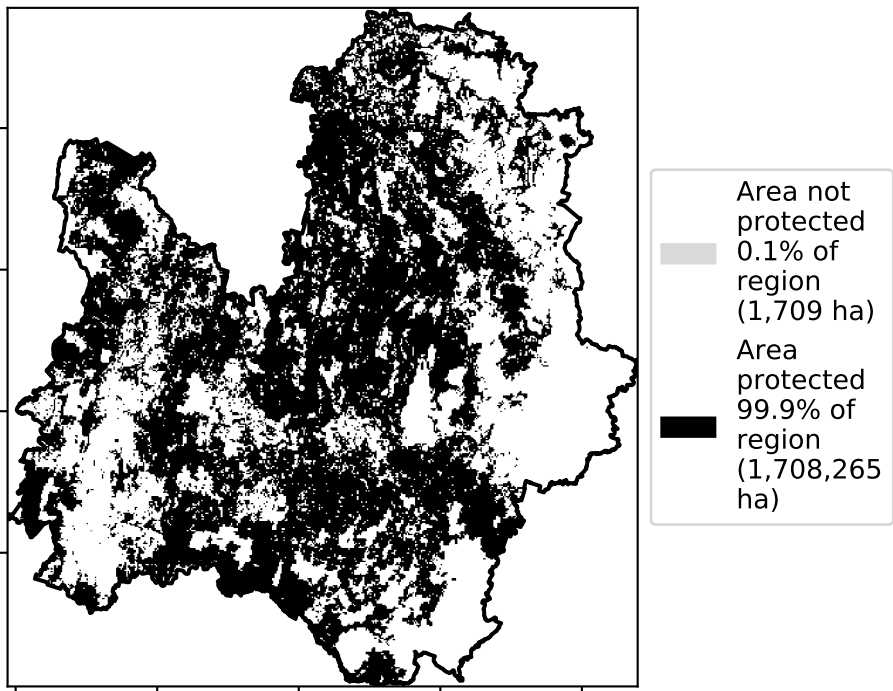 Area not
protected
0.1% of
region
(1,709 ha)
Area
protected
99.9% of
region
(1,708,265
ha)